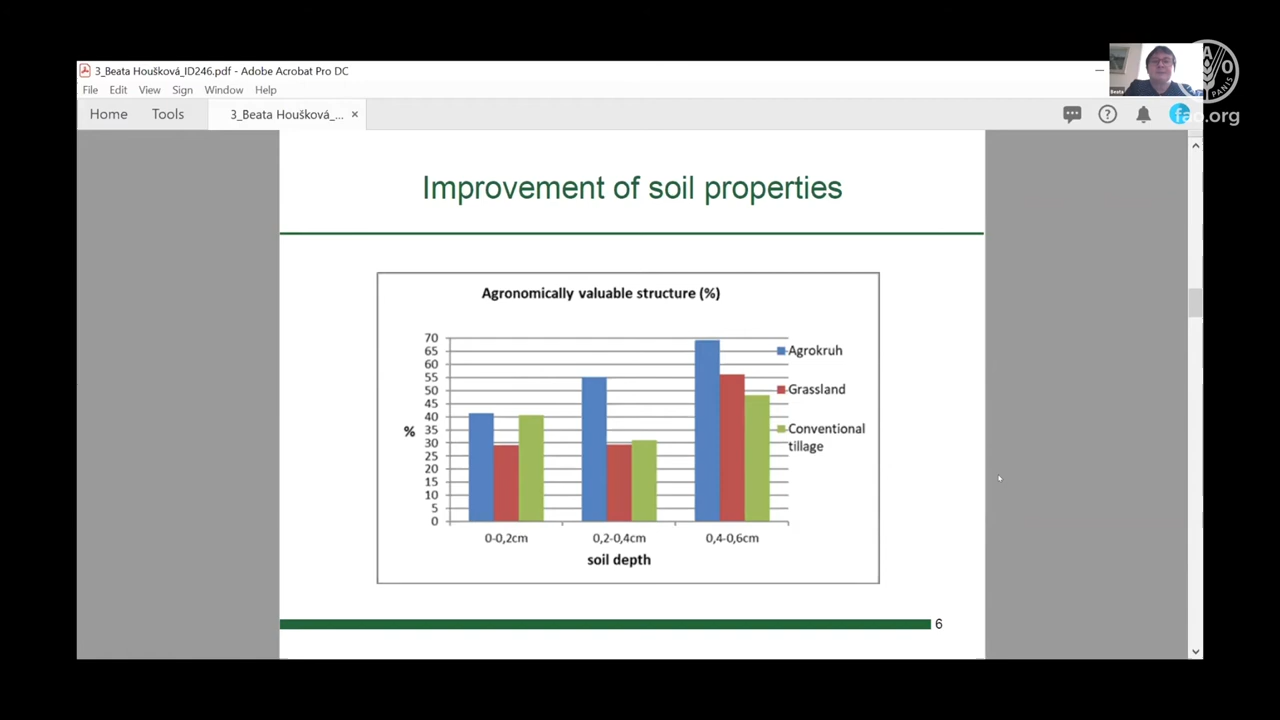 3_Beata Houšková_ID246.pdf - Adobe Acrobat Pro DC
File Edit View Sign Window Help
Home Tools 3_Beata Houšková_...
fao.org
Improvement of soil properties
Agronomically valuable structure (%)
70
65
60
55
50
45
40
35
30
25
20
15
10
5
0
%
Agrokruh
Grassland
Conventional
tillage
0-0,2cm 0,2-0,4cm 0,4-0,6cm
soil depth
6